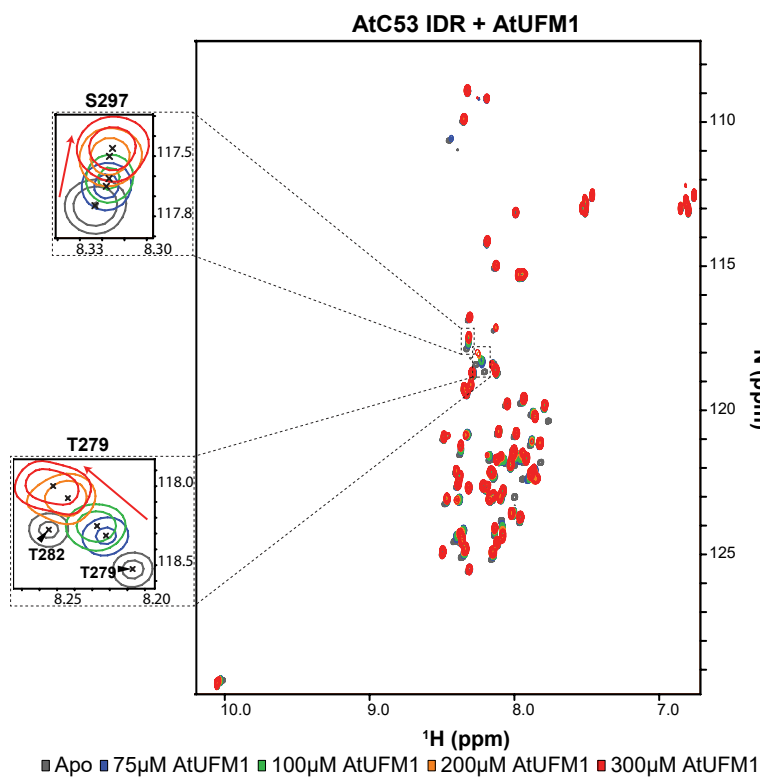 AtC53 IDR + AtUFM1
S297
117.5
117.8
8.33
8.30
T279
118.0
118.5
T282
T279
8.25
8.20
110
115
120
125
N (ppm)
10.0
9.0
8.0
7.0
¹H (ppm)
Apo
75µM AtUFM1
100µM AtUFM1
200µM AtUFM1
300µM AtUFM1